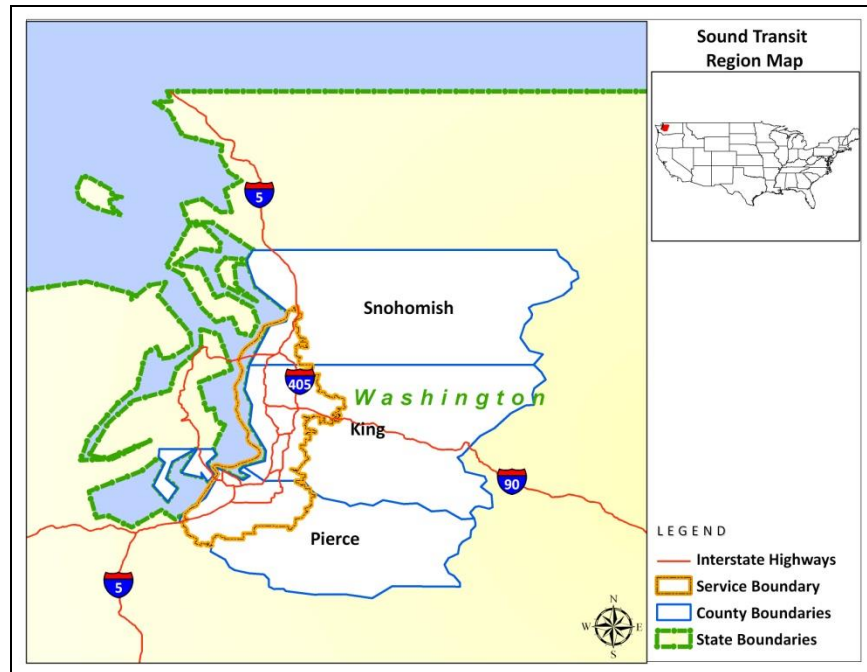 Sound Transit
Region Map
5
Snohomish
405
Washington
King
90
Pierce
5
LEGEND
Interstate Highways
Service Boundary
County Boundaries
State Boundaries
N
W
E
S